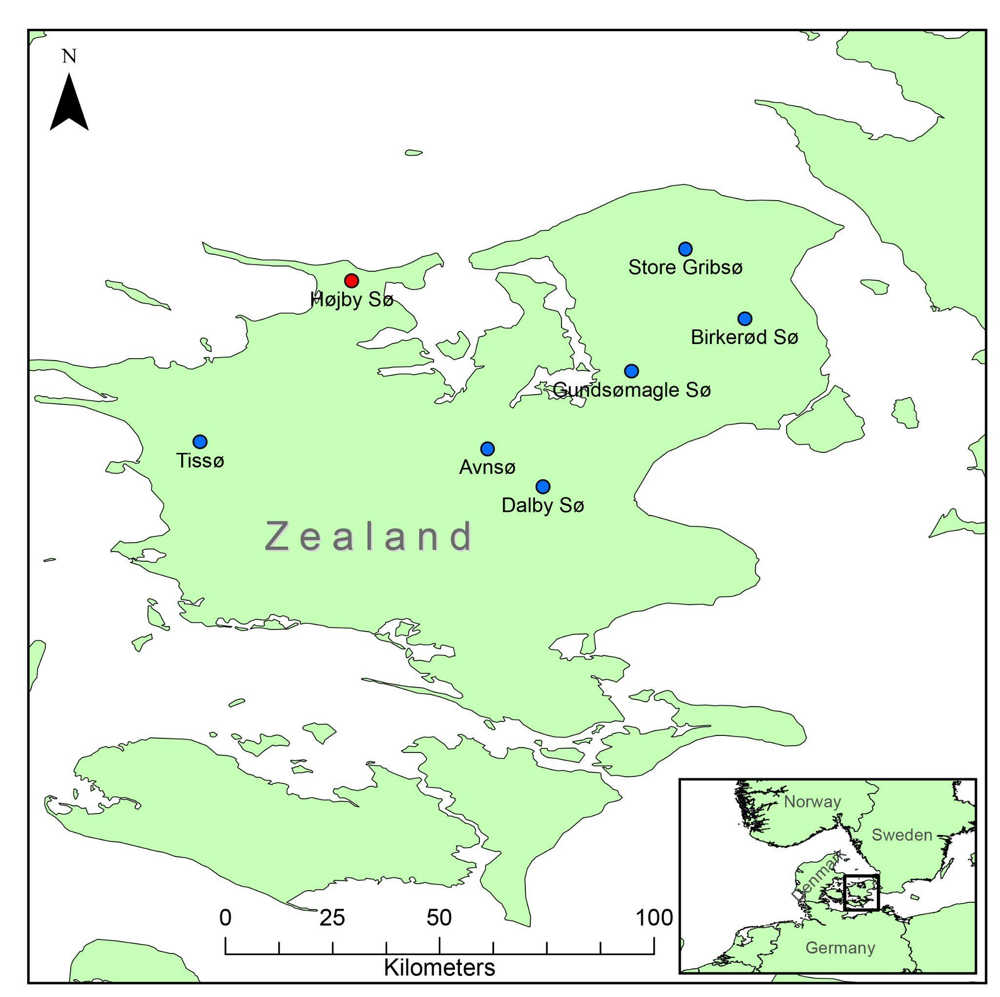 N
Store Gribsø
Højby Sø
Birkerød Sø
Gundsømagle Sø
Tissø
Avnsø
Dalby Sø
Zealand
Norway
Sweden
Denmark
Germany
0 25 50 100
Kilometers